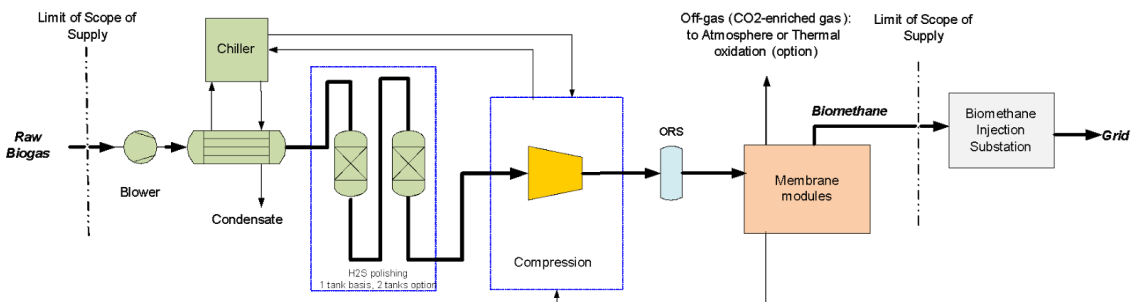 Limit of Scope of
Supply
Raw
Biogas
Blower
Chiller
Condensate
H2S polishing
1 tank basis, 2 tanks option
Compression
ORS
Off-gas (CO2-enriched gas):
to Atmosphere or Thermal
oxidation (option)
Membrane
modules
Biomethane
Limit of Scope of
Supply
Biomethane
Injection
Substation
Grid